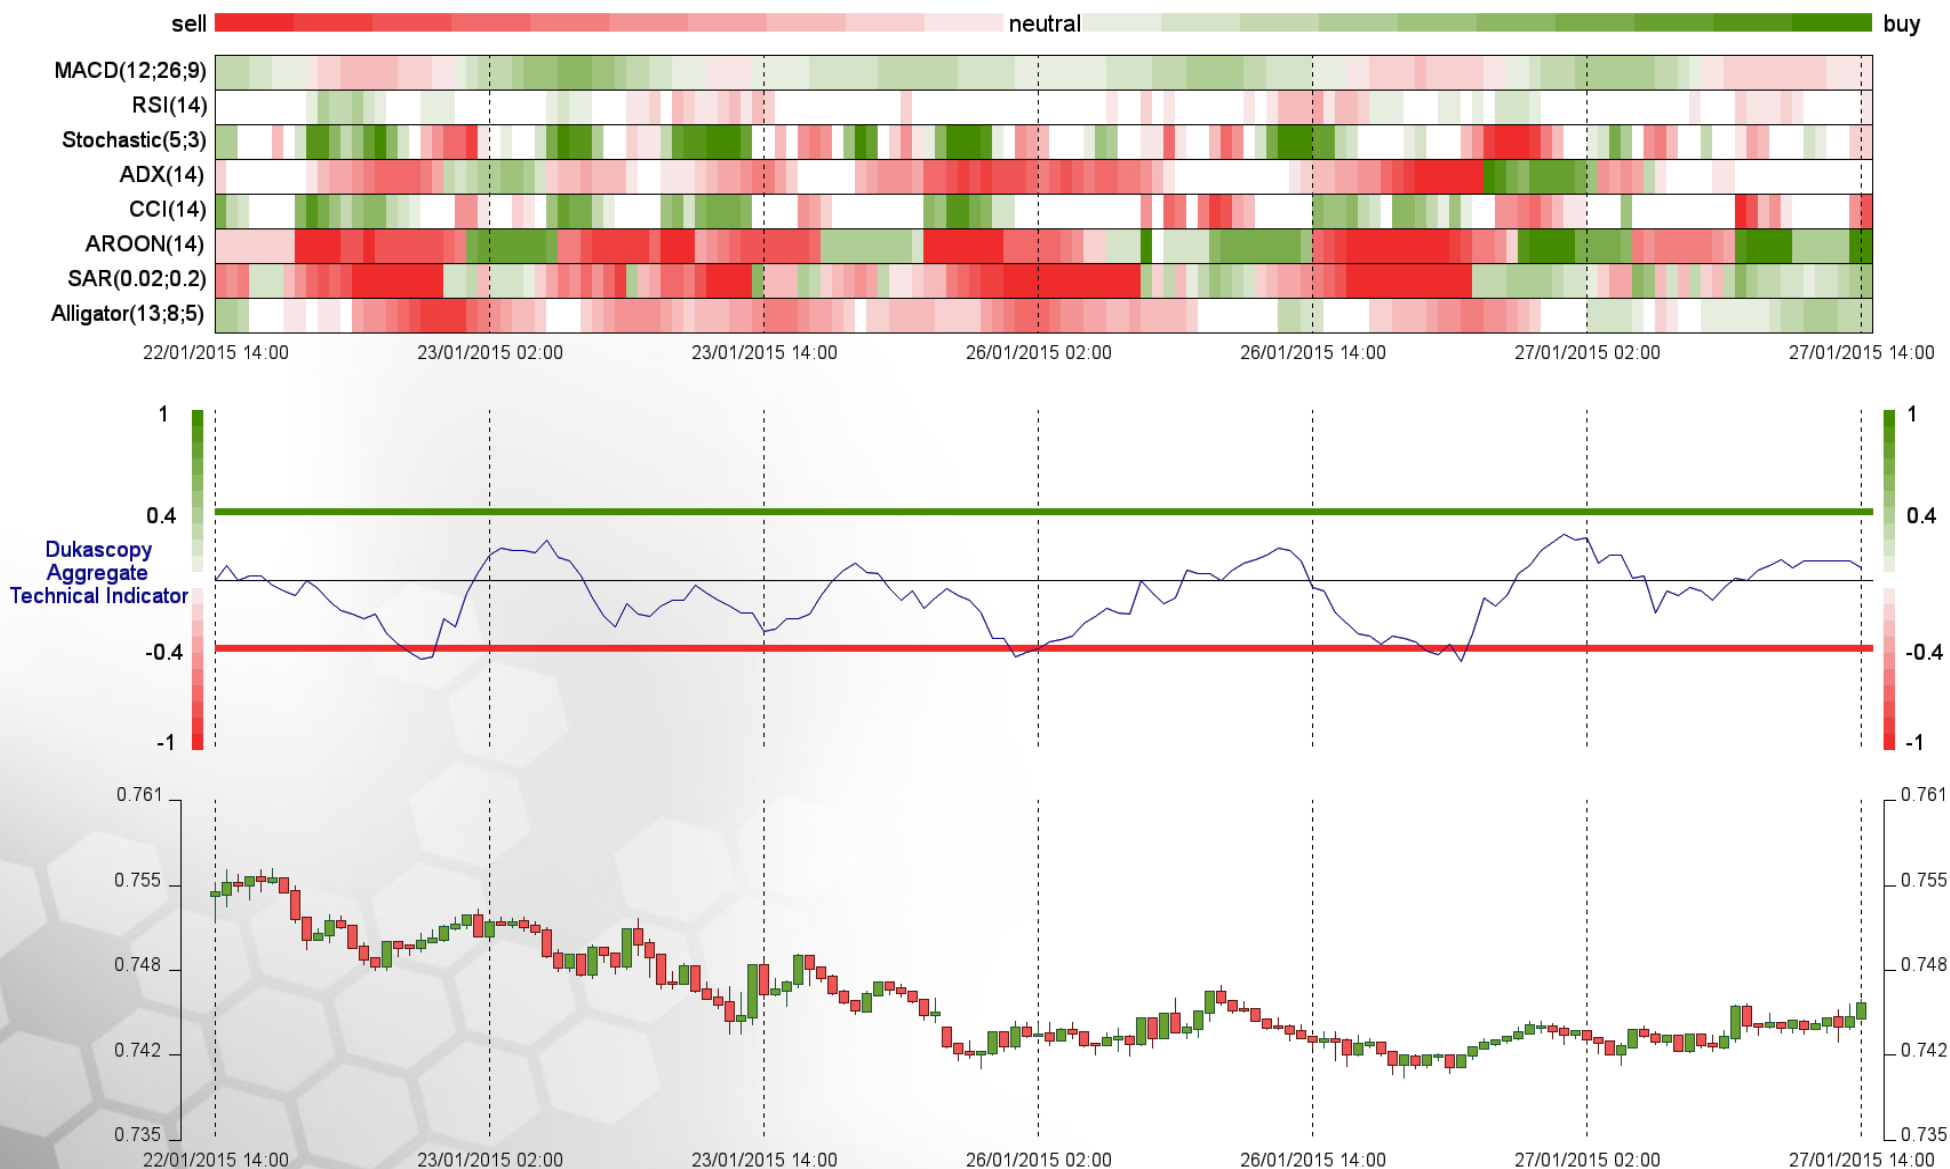 sell neutral buy
MACD(12;26;9)
RSI(14)
Stochastic(5;3)
ADX(14)
CCI(14)
AROON(14)
SAR(0.02;0.2)
Alligator(13;8;5)
22/01/2015 14:00 23/01/2015 02:00 23/01/2015 14:00 26/01/2015 02:00 26/01/2015 14:00 27/01/2015 02:00 27/01/2015 14:00
1 1
0.4 0.4
Dukascopy
Aggregate
Technical Indicator
-0.4 -0.4
-1 -1
0.761 0.761
0.755 0.755
0.748 0.748
0.742 0.742
0.735 0.735
22/01/2015 14:00 23/01/2015 02:00 23/01/2015 14:00 26/01/2015 02:00 26/01/2015 14:00 27/01/2015 02:00 27/01/2015 14:00